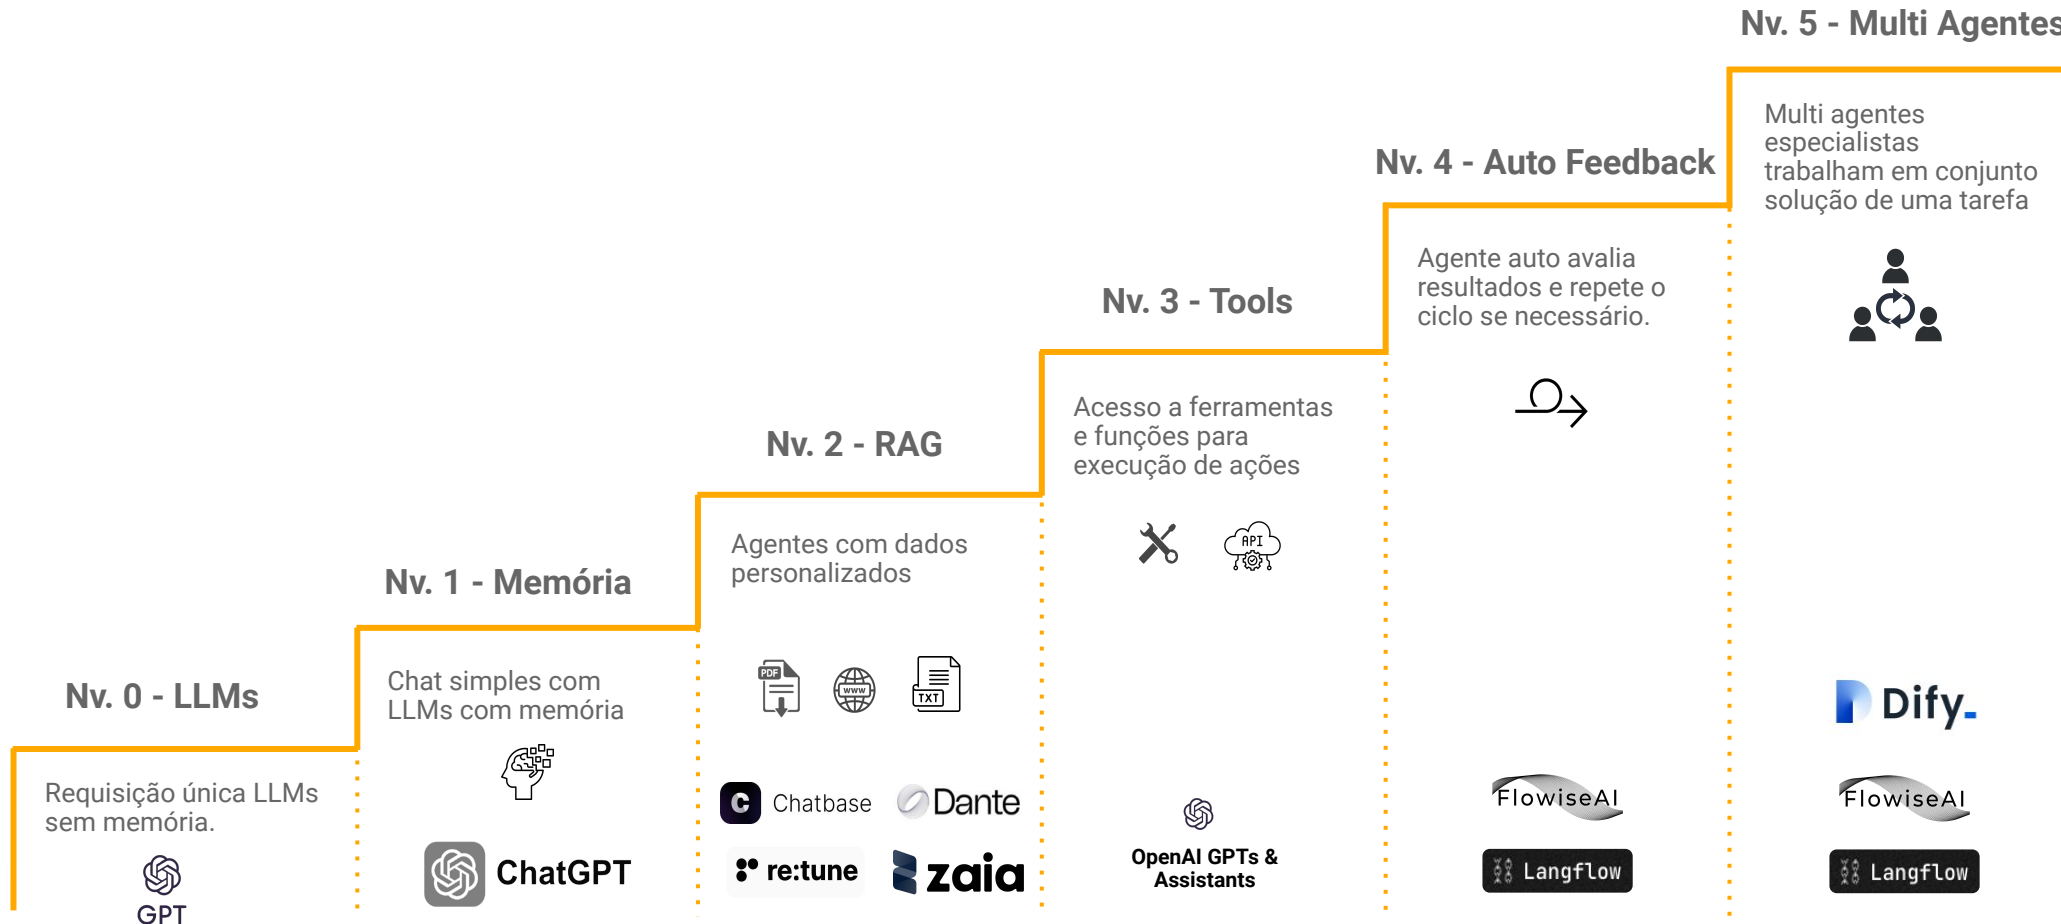 Nv. 0 - LLMs
Requisição única LLMs
sem memória.
GPT
Nv. 1 - Memória
Chat simples com
LLMs com memória
ChatGPT
Nv. 2 - RAG
Agentes com dados
personalizados
PDF
www
TXT
C Chatbase
Dante
re:tune
zaia
Nv. 3 - Tools
Acesso a ferramentas
e funções para
execução de ações
API
OpenAI GPTs &
Assistants
Nv. 4 - Auto Feedback
Agente auto avalia
resultados e repete o
ciclo se necessário.
FlowiseAI
Langflow
Nv. 5 - Multi Agentes
Multi agentes
especialistas
trabalham em conjunto
solução de uma tarefa
Dify
FlowiseAI
Langflow